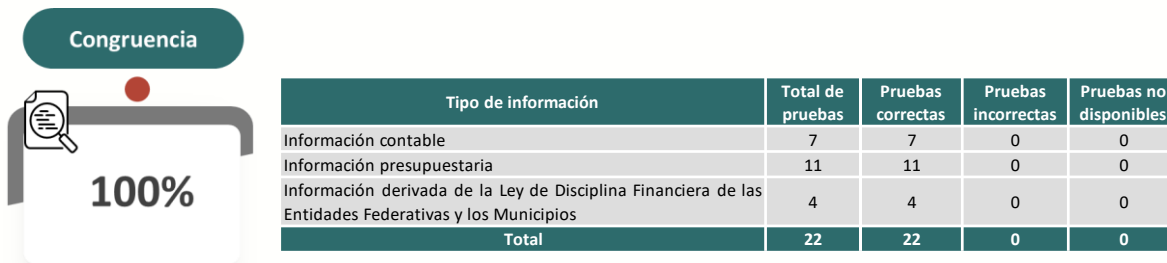 Congruencia
100%
Tipo de información Total de pruebas Pruebas correctas Pruebas incorrectas Pruebas no disponibles
Información contable 7 7 0 0
Información presupuestaria 11 11 0 0
Información derivada de la Ley de Disciplina Financiera de las
Entidades Federativas y los Municipios 4 4 0 0
Total 22 22 0 0